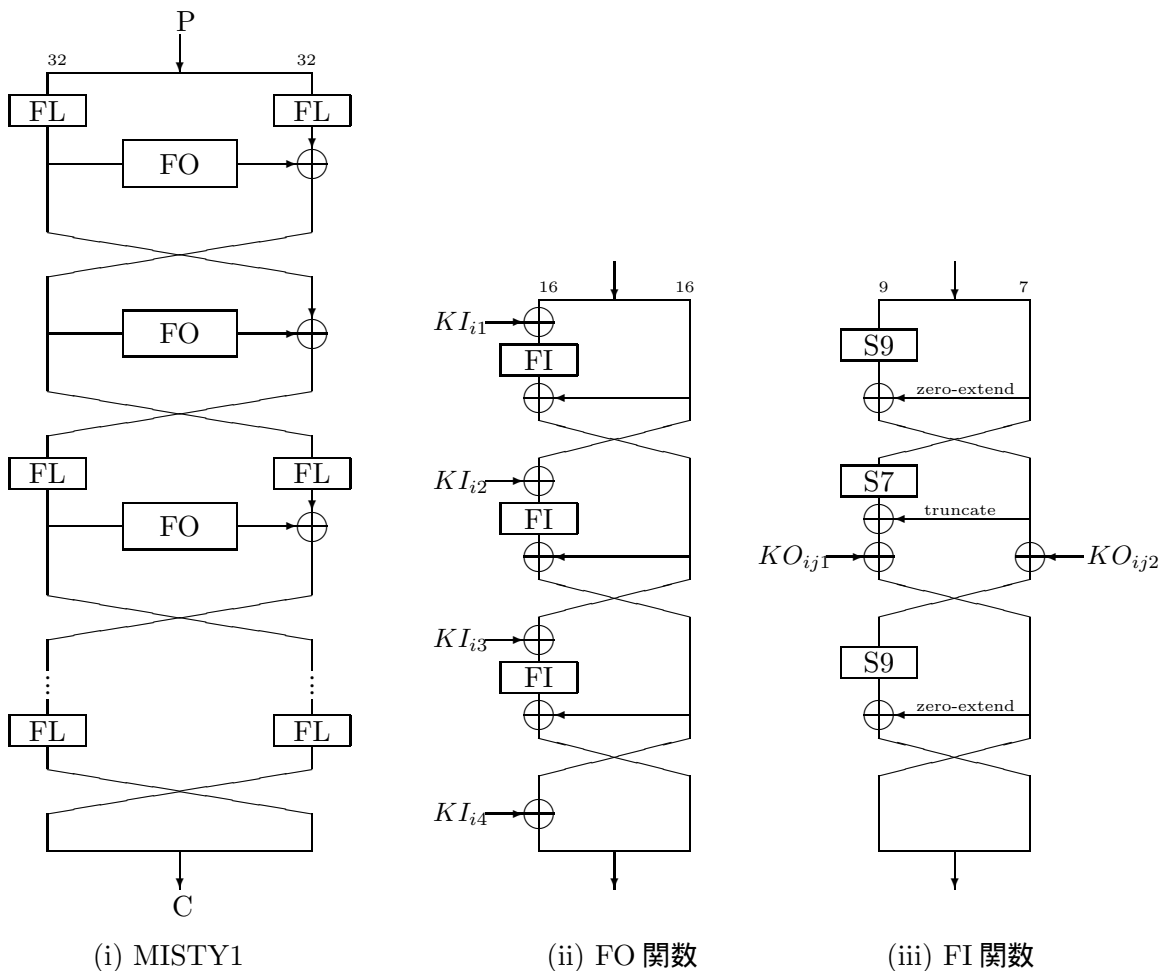 P
32 32
FL FL
FO
FO
FL FL
FO
⋮ ⋮
FL FL
C
(i) MISTY1
16 16
KI_{i1}
FI
KI_{i2}
FI
KI_{i3}
FI
KI_{i4}
(ii) FO 関数
9 7
S9
zero-extend
S7
truncate
KO_{ij1} KO_{ij2}
S9
zero-extend
(iii) FI 関数